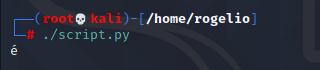 ┌──(root💀kali)-[/home/rogelio]
└─# ./script.py
é